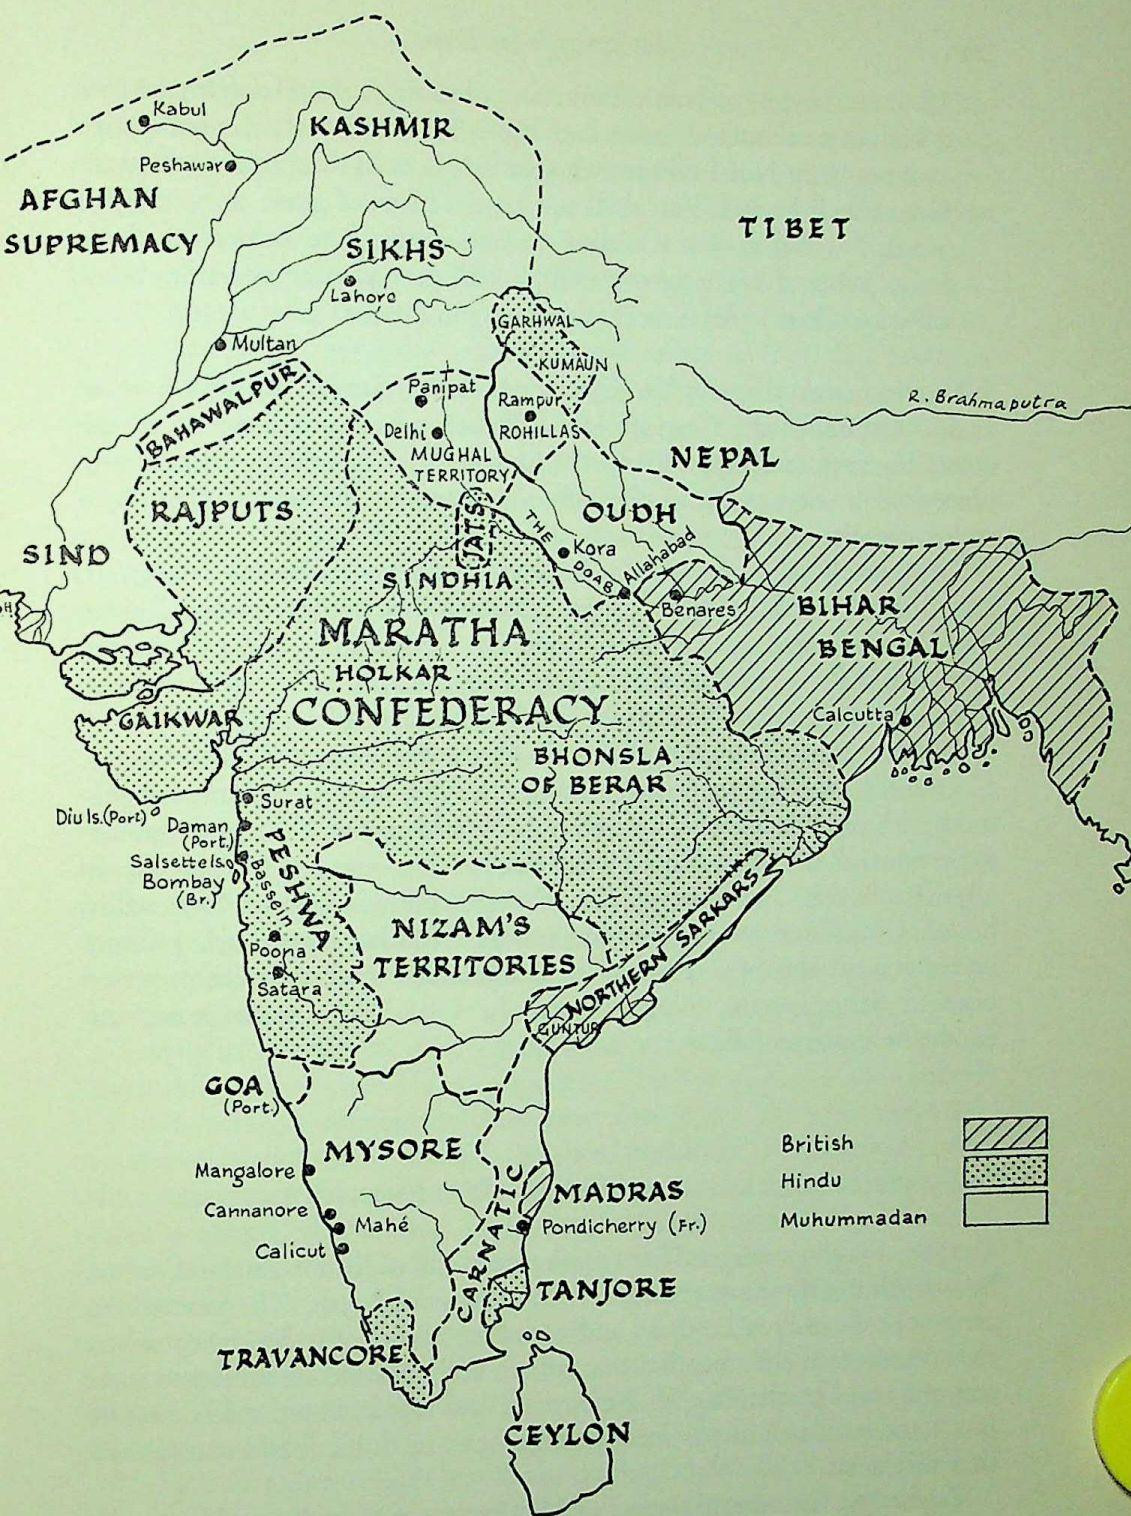 Kabul
KASHMIR
Peshawar
AFGHAN
SUPREMACY
TIBET
SIKHS
Lahore
GARHWAL
Multan
KUMAUN
BAHAWALPUR
Panipat
Rampur
R. Brahmaputra
Delhi
ROHILLAS
MUGHAL
TERRITORY
NEPAL
RAJPUTS
JATS
THE
DOAB
OUDH
SIND
Kora
Allahabad
SINDHIA
Benares
BIHAR
MARATHA
BENGAL
HOLKAR
CONFEDERACY
GAIKWAR
Calcutta
BHONSLA
OF BERAR
Surat
Diu Is. (Port)
Daman
(Port.)
PESHWA
Salsette Is.
Bassein
Bombay
(Br.)
NIZAM'S
TERRITORIES
NORTHERN SARKARS
Poona
Satara
GUNTUR
GOA
(Port.)
MYSORE
British
Mangalore
CARNATIC
MADRAS
Hindu
Cannanore
Mahé
Pondicherry (Fr.)
Muhummadan
Calicut
TANJORE
TRAVANCORE
CEYLON